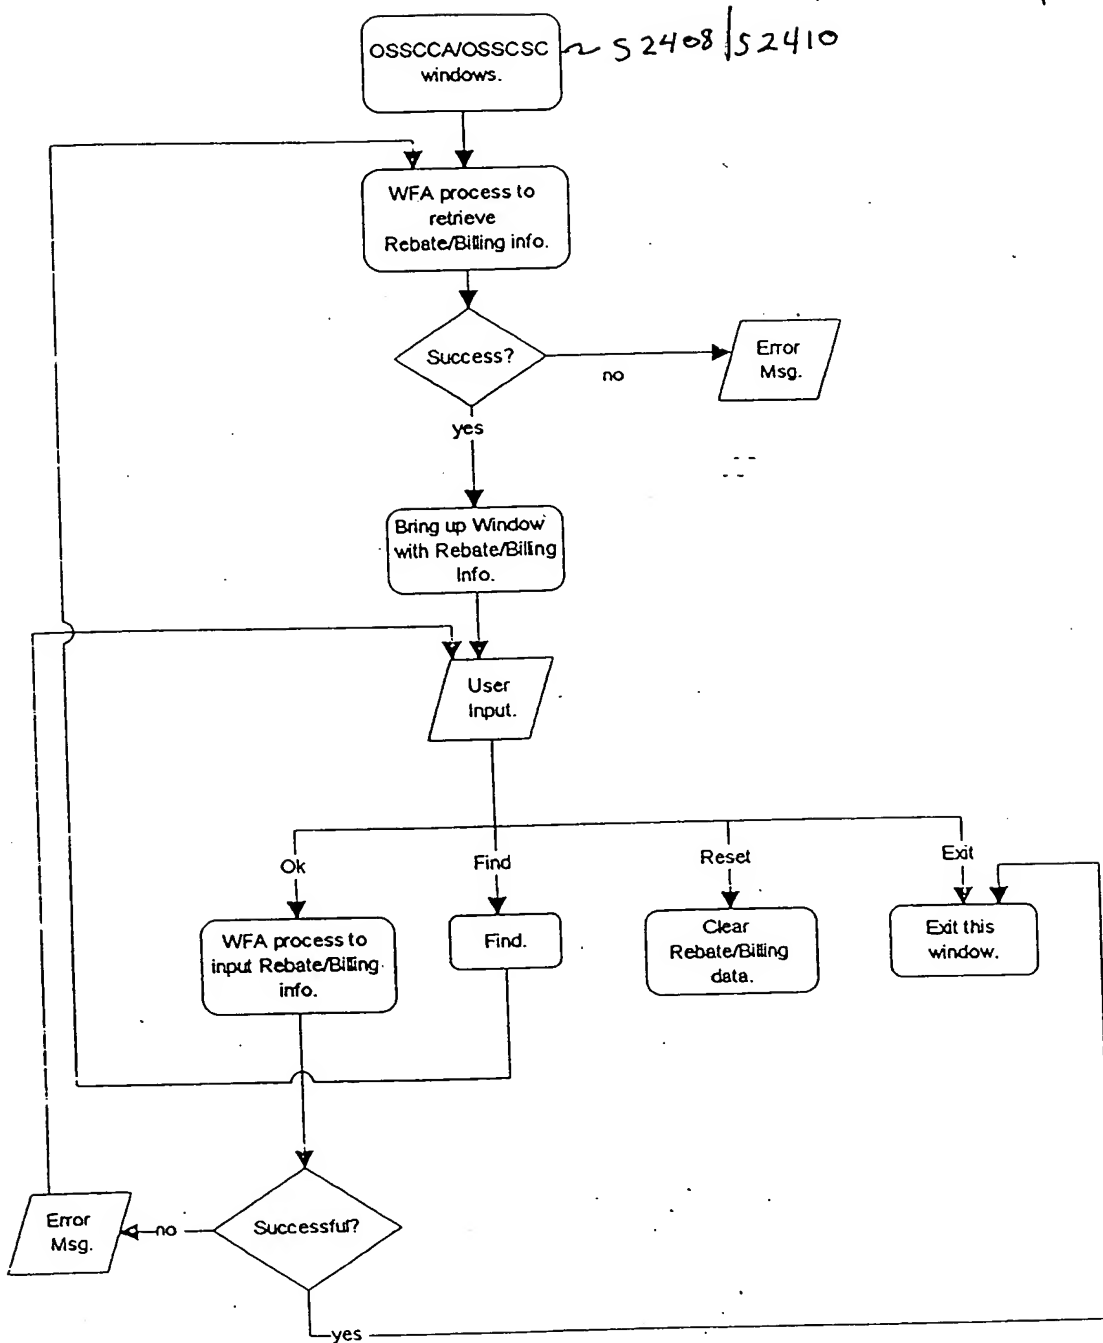 OSSCCA/OSSCSC
windows.
S2408/S2410
WFA process to
retrieve
Rebate/Billing info.
Success?
no
Error
Msg.
yes
Bring up Window
with Rebate/Billing
Info.
User
Input.
Ok
Find
Reset
Exit
WFA process to
input Rebate/Billing
info.
Find.
Clear
Rebate/Billing
data.
Exit this
window.
Error
Msg.
no
Successful?
yes